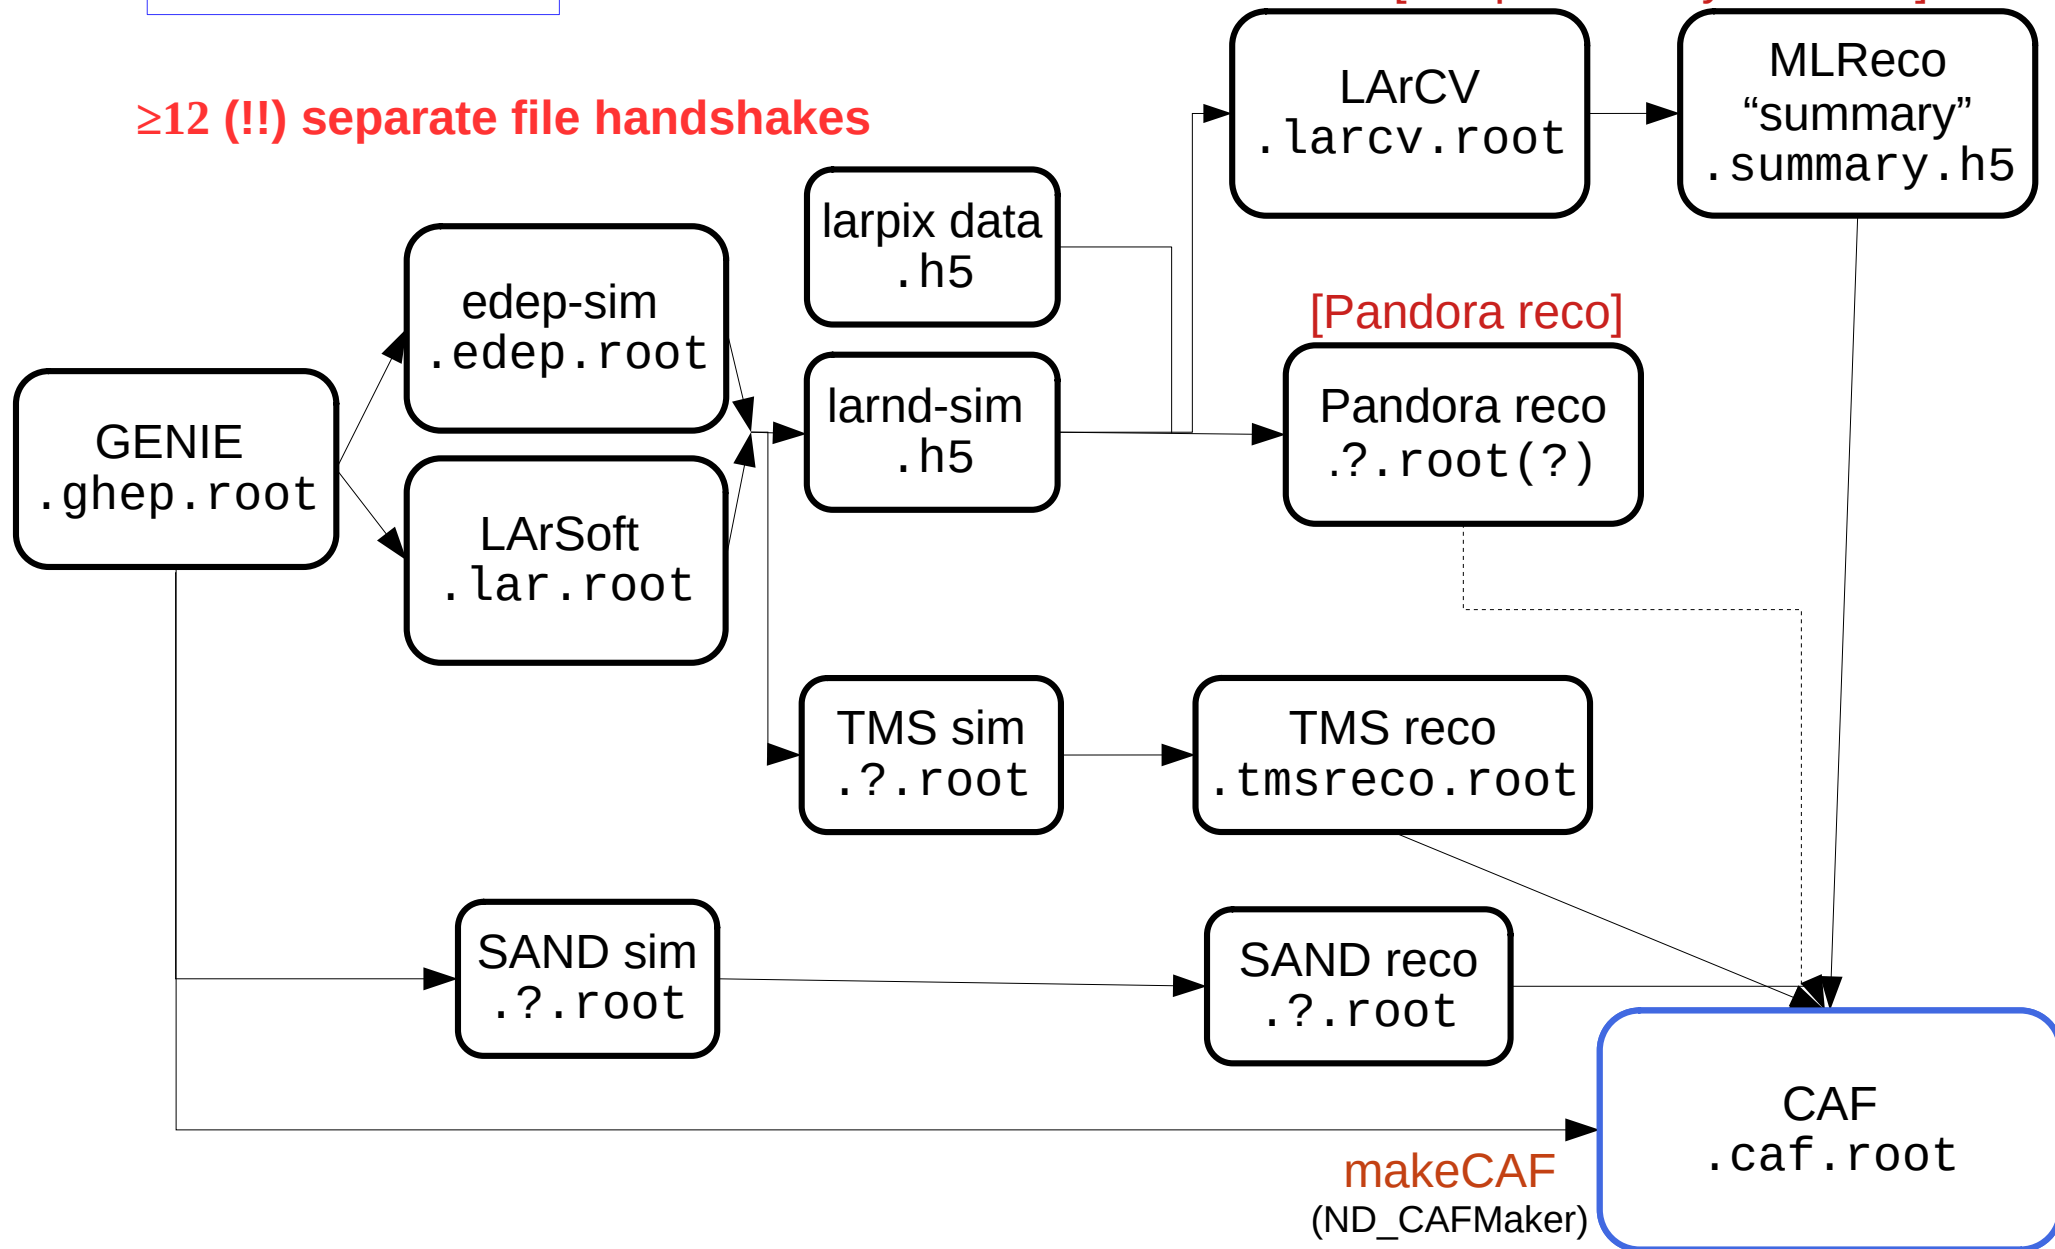 ≥12 (!!) separate file handshakes
LArCV
.larcv.root
MLReco
“summary”
.summary.h5
larpix data
.h5
edep-sim
.edep.root
[Pandora reco]
larnd-sim
.h5
Pandora reco
.?.root(?)
GENIE
.ghep.root
LArSoft
.lar.root
TMS sim
.?.root
TMS reco
.tmsreco.root
SAND sim
.?.root
SAND reco
.?.root
CAF
.caf.root
makeCAF
(ND_CAFMaker)